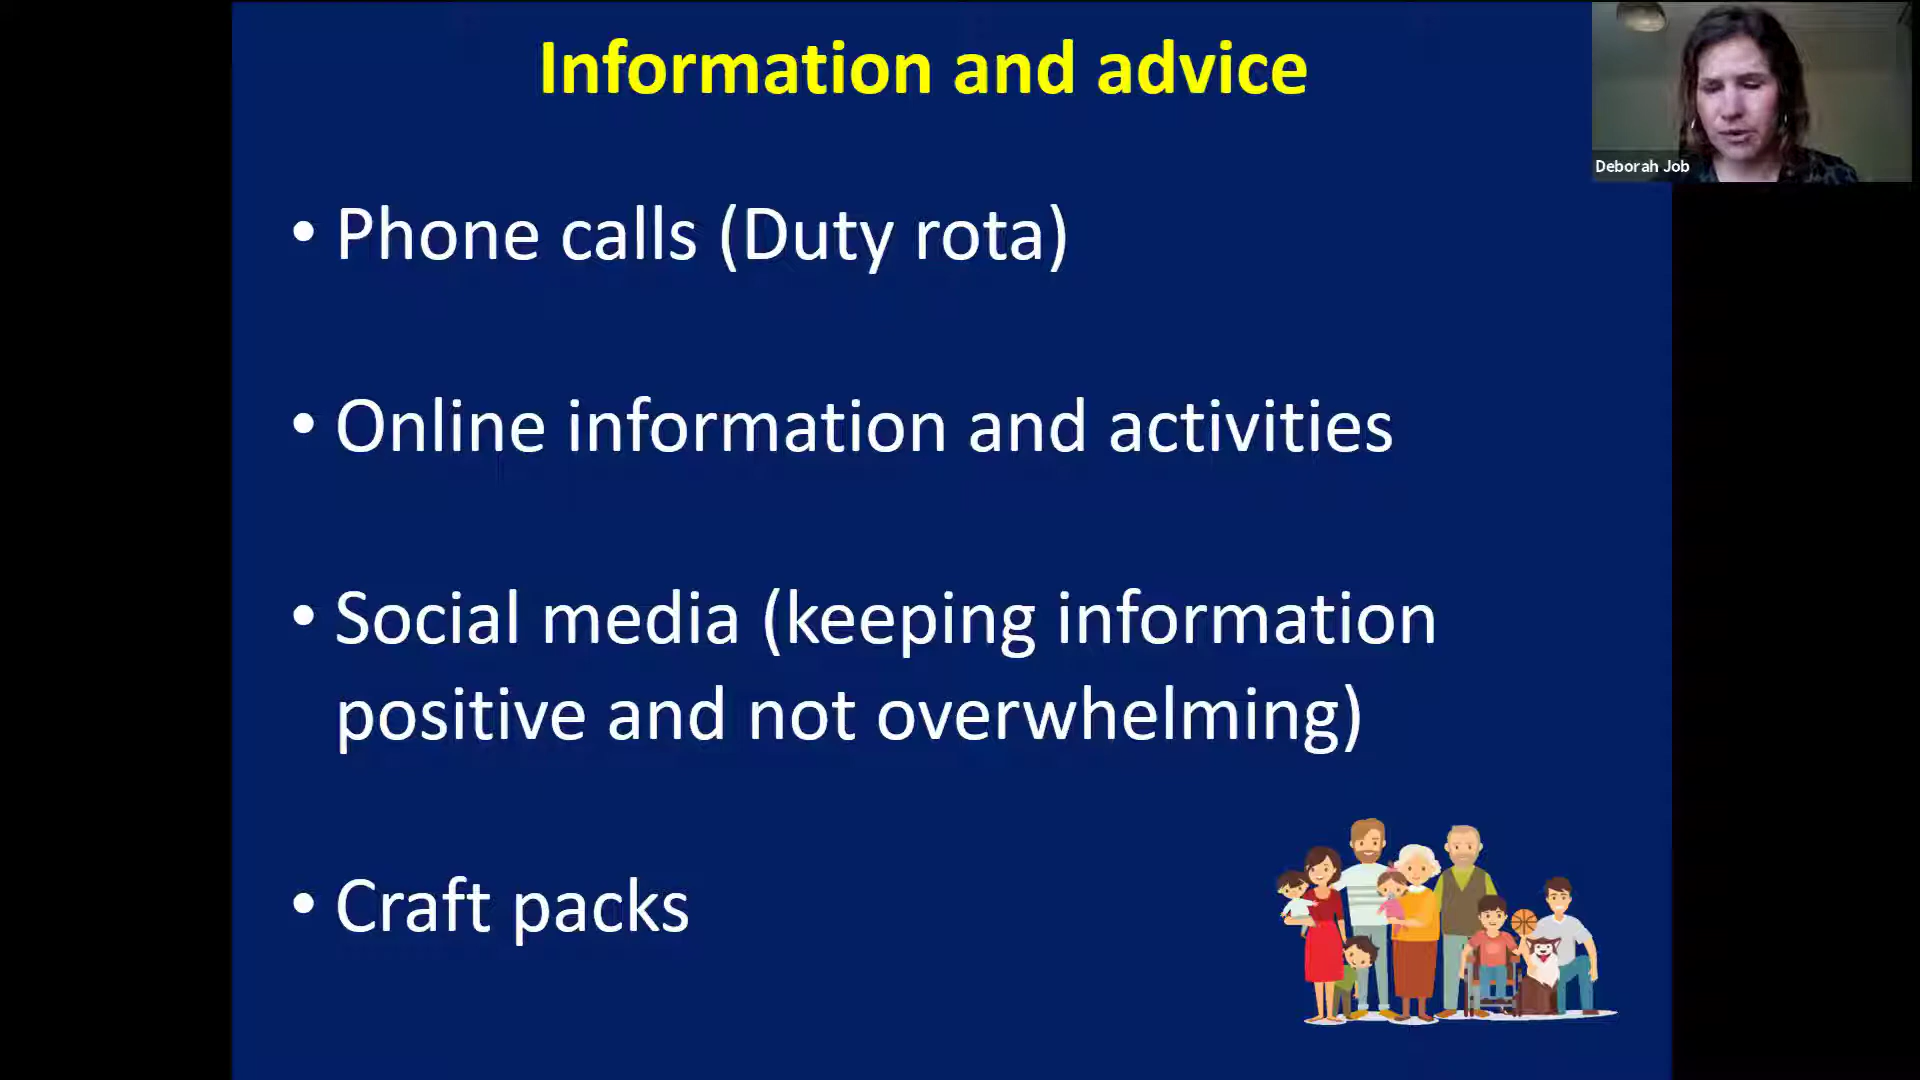 Information and advice
Deborah Job
• Phone calls (Duty rota)
• Online information and activities
• Social media (keeping information
positive and not overwhelming)
• Craft packs